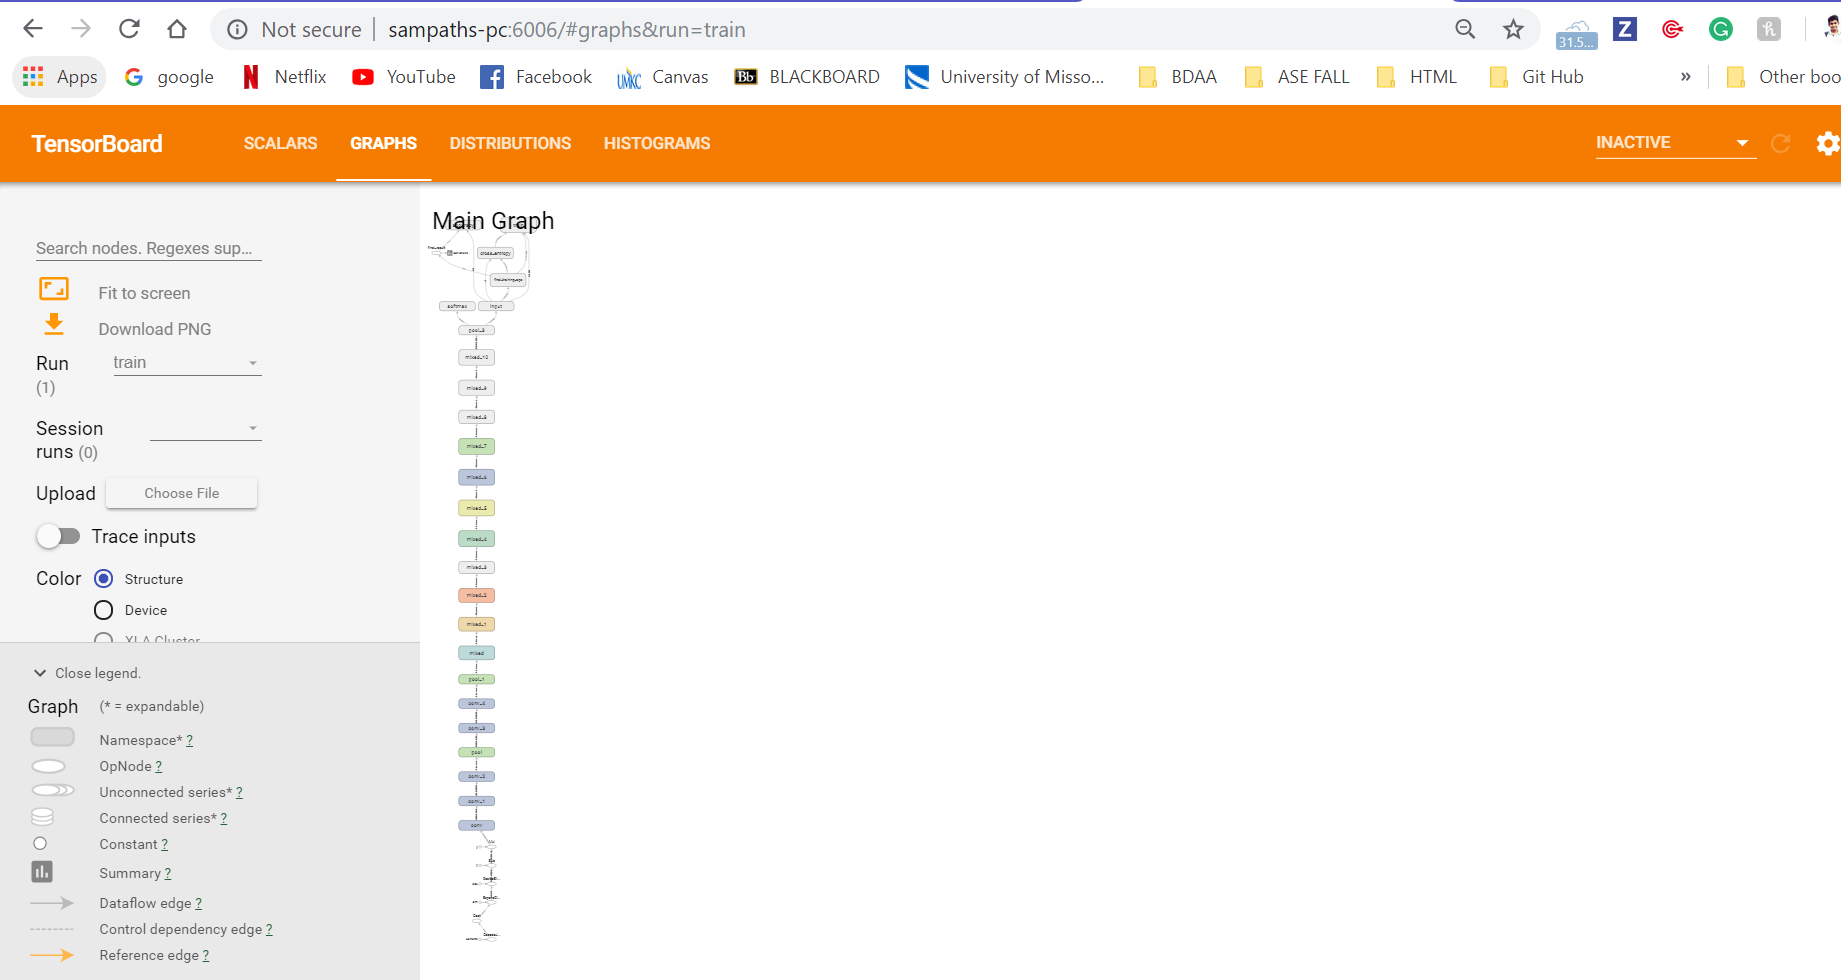 Not secure | sampaths-pc:6006/#graphs&run=train
31.5...
Z
G
h
Apps google Netflix YouTube Facebook UMKC Canvas Bb BLACKBOARD University of Misso... BDAA ASE FALL HTML Git Hub » Other boo
TensorBoard SCALARS GRAPHS DISTRIBUTIONS HISTOGRAMS INACTIVE
Search nodes. Regexes sup...
Fit to screen
Download PNG
Run train
(1)
Session
runs (0)
Upload Choose File
Trace inputs
Color Structure
Device
XLA Cluster
Close legend.
Graph (* = expandable)
Namespace* ?
OpNode ?
Unconnected series* ?
Connected series* ?
Constant ?
Summary ?
Dataflow edge ?
Control dependency edge ?
Reference edge ?
Main Graph
cross_entropy
softmax input
pool_3
mixed_10
mixed_9
mixed_8
mixed_7
mixed_6
mixed_5
mixed_4
mixed_3
mixed_2
mixed_1
mixed
pool_1
conv_4
conv_3
pool
conv_2
conv_1
conv